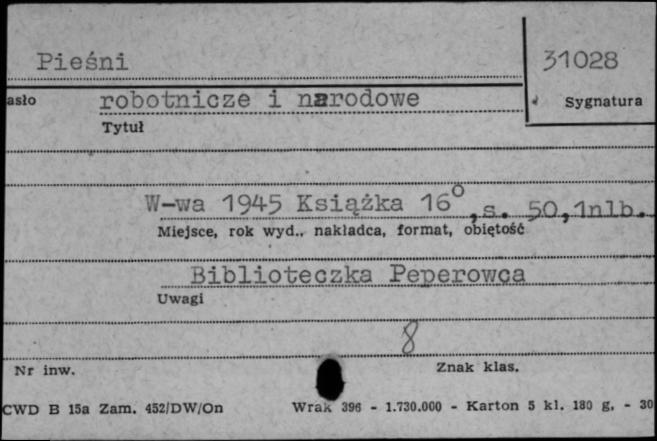 Pieśni
31028
asło robotnicze i narodowe
Sygnatura
Tytuł
W-wa 1945 Książka 16°, s. 50, 1nlb.
Miejsce, rok wyd., nakładca, format, objętość
Biblioteczka Peperowca
Uwagi
8
Nr inw.
Znak klas.
CWD B 15a Zam. 452/DW/On Wrak 396 - 1.730.000 - Karton 5 kl. 180 g. - 30